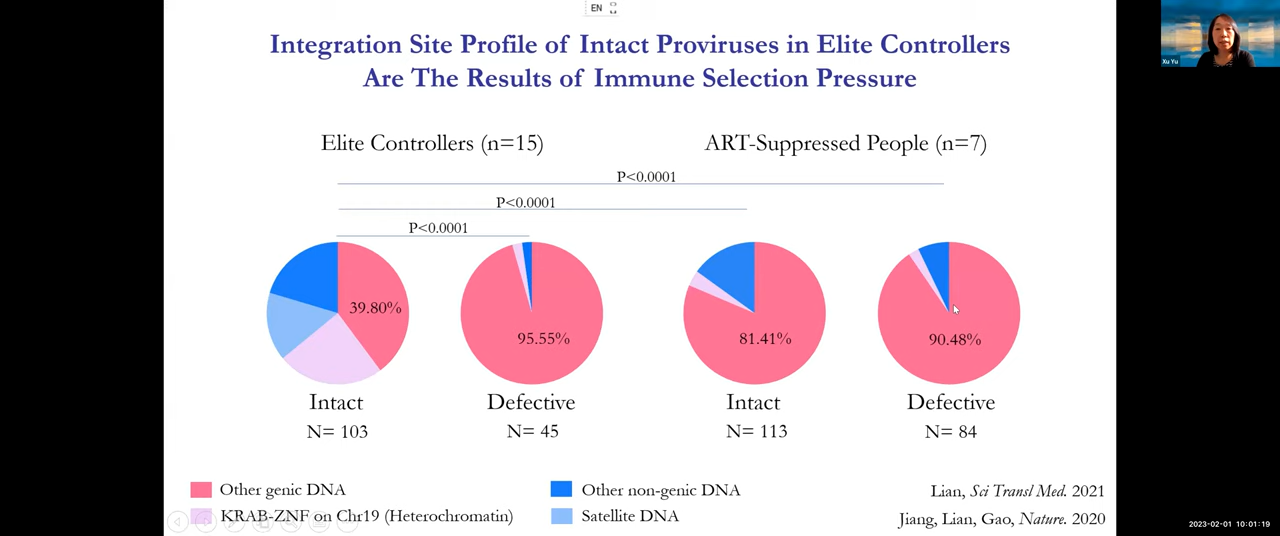 EN
Xu Yu
Integration Site Profile of Intact Proviruses in Elite Controllers
Are The Results of Immune Selection Pressure
Elite Controllers (n=15)
ART-Suppressed People (n=7)
P<0.0001
P<0.0001
P<0.0001
39.80%
95.55%
81.41%
90.48%
Intact
Defective
Intact
Defective
N= 103
N= 45
N= 113
N= 84
Other genic DNA
Other non-genic DNA
KRAB-ZNF on Chr19 (Heterochromatin)
Satellite DNA
Lian, Sci Transl Med. 2021
Jiang, Lian, Gao, Nature. 2020
2023-02-01 10:01:19